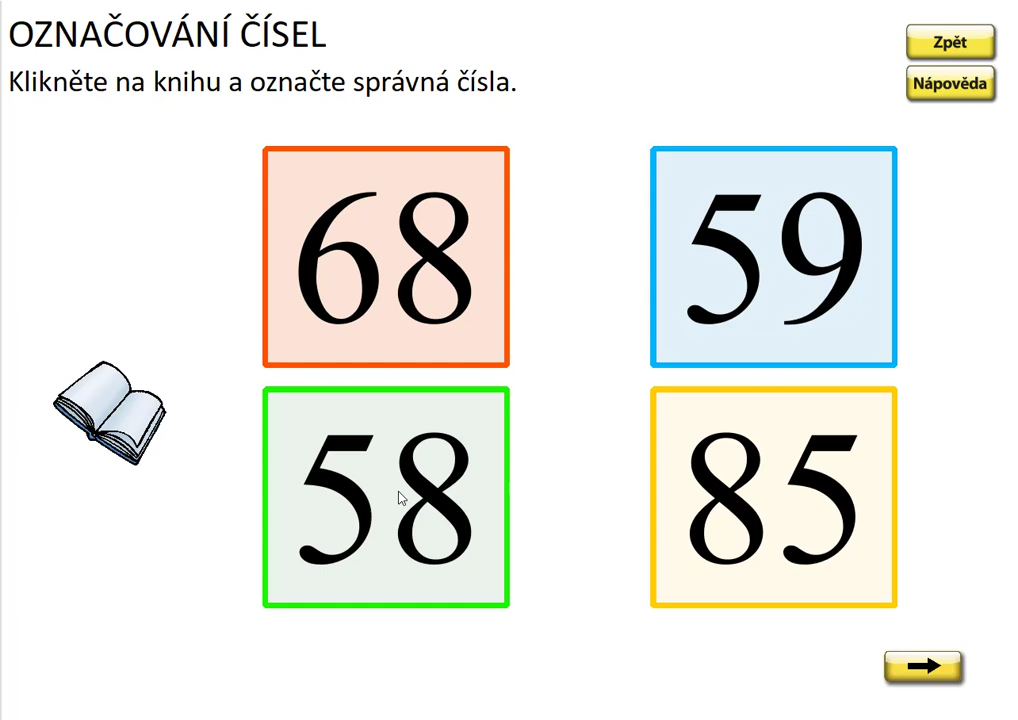 OZNAČOVÁNÍ ČÍSEL
Klikněte na knihu a označte správná čísla.
Zpět
Nápověda
68
59
58
85